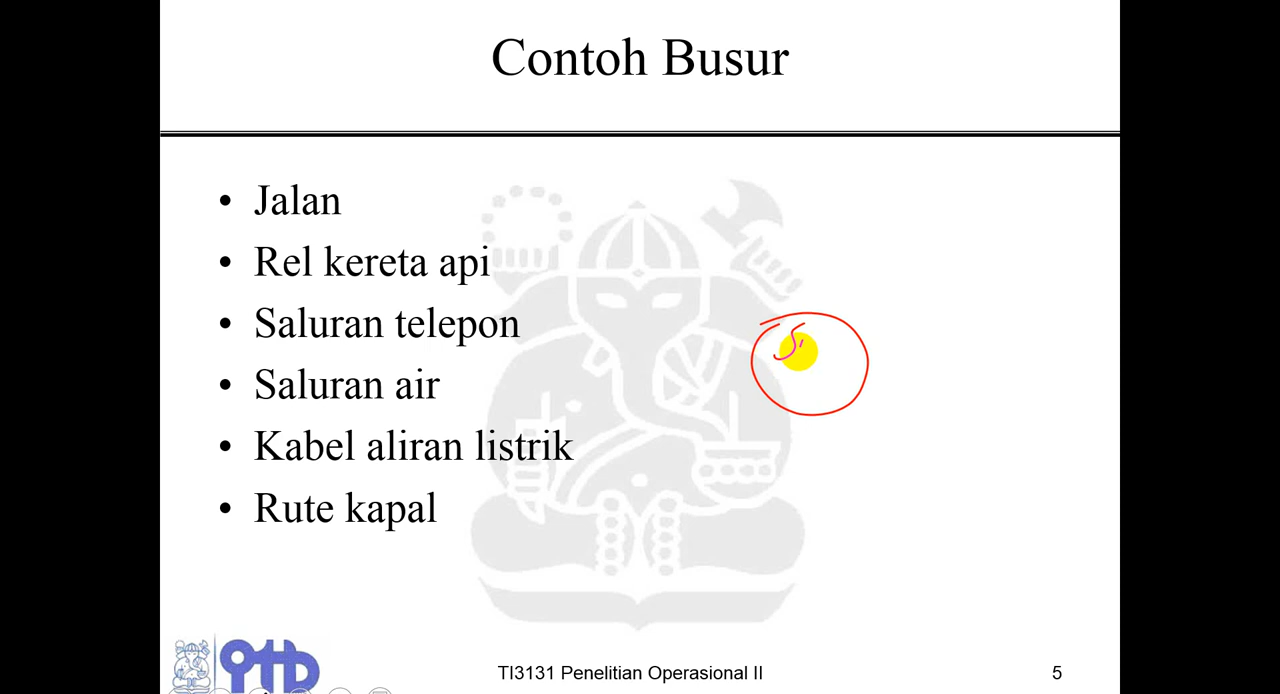 Contoh Busur
• Jalan
• Rel kereta api
• Saluran telepon
• Saluran air
• Kabel aliran listrik
• Rute kapal
TI3131 Penelitian Operasional II
5